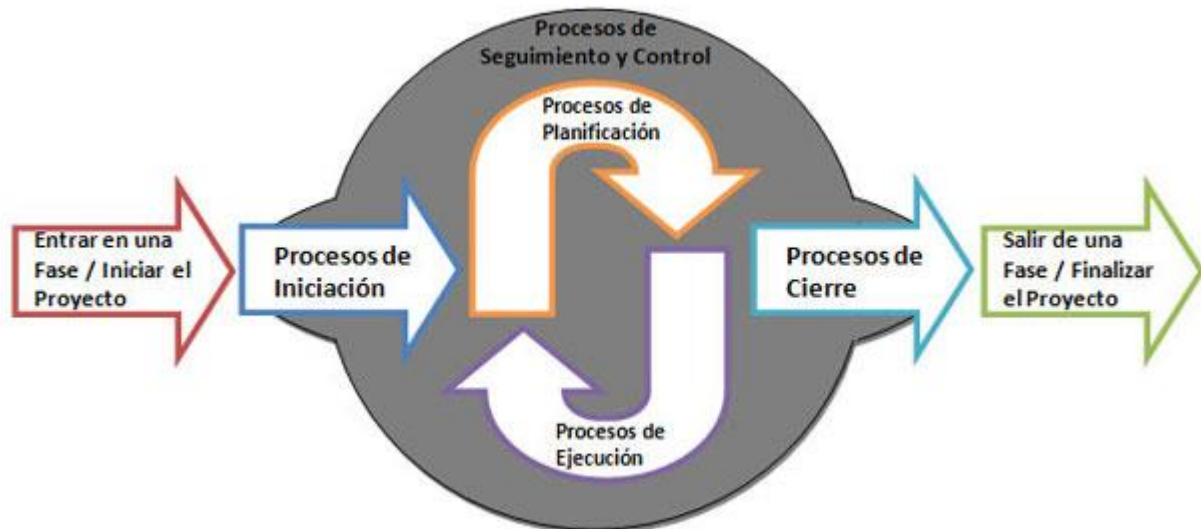 Procesos de
Seguimiento y Control
Procesos de
Planificación
Entrar en una
Fase / Iniciar el
Proyecto
Procesos de
Iniciación
Procesos de
Cierre
Salir de una
Fase / Finalizar
el Proyecto
Procesos de
Ejecución